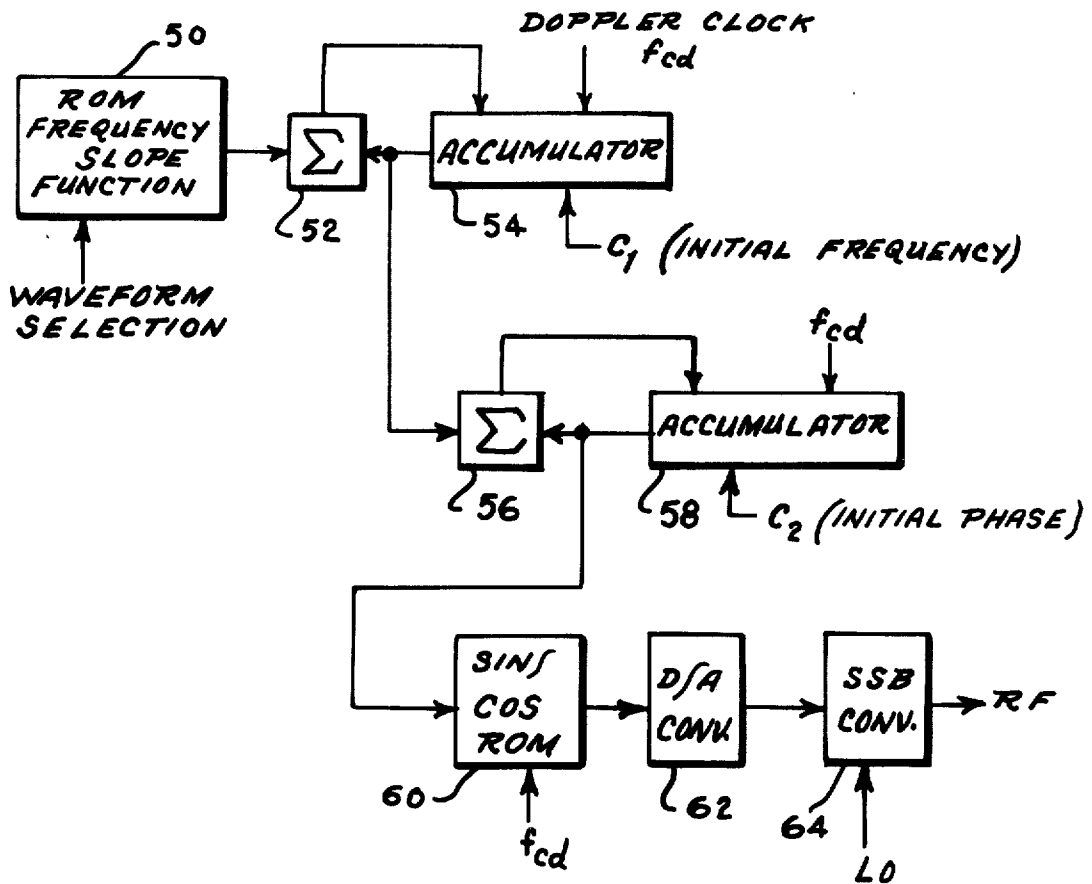 50
DOPPLER CLOCK
fcd
ROM
FREQUENCY
SLOPE
FUNCTION
Σ
ACCUMULATOR
52
54
C1 (INITIAL FREQUENCY)
WAVEFORM
SELECTION
fcd
Σ
ACCUMULATOR
56
58
C2 (INITIAL PHASE)
SIN/
COS
ROM
D/A
CONV.
SSB
CONV.
RF
60
62
64
fcd
LO